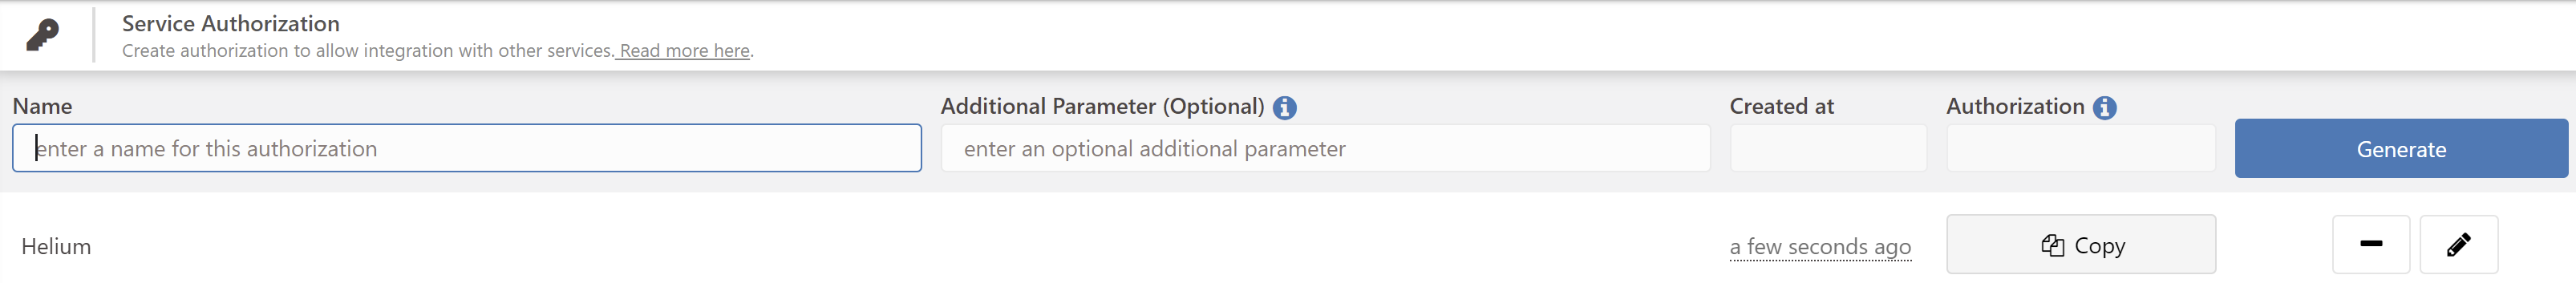 Service Authorization
Create authorization to allow integration with other services. Read more here.
Name
Additional Parameter (Optional)
Created at
Authorization
enter a name for this authorization
enter an optional additional parameter
Generate
Helium
a few seconds ago
Copy